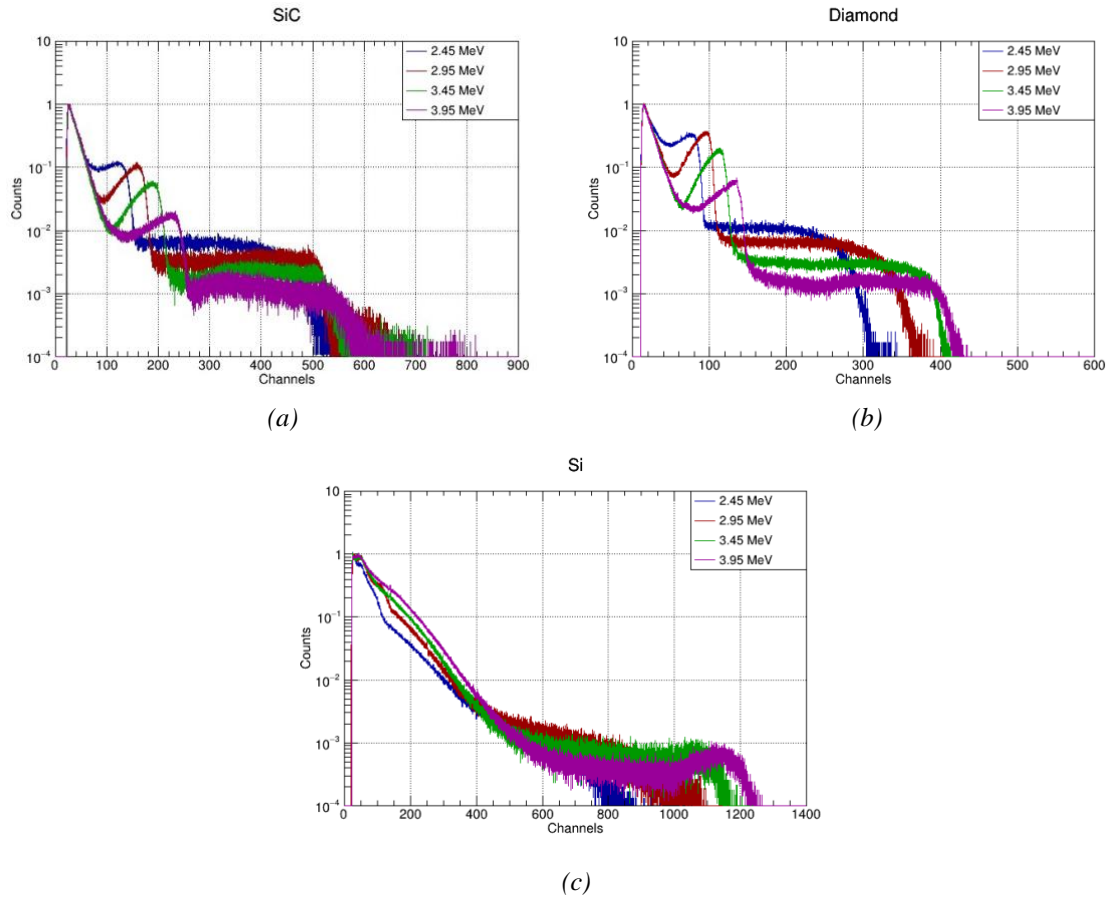 SiC
10
1
10⁻¹
10⁻²
10⁻³
10⁻⁴
Counts
0 100 200 300 400 500 600 700 800 900
Channels
2.45 MeV
2.95 MeV
3.45 MeV
3.95 MeV
(a)
Diamond
10
1
10⁻¹
10⁻²
10⁻³
10⁻⁴
Counts
0 100 200 300 400 500 600
Channels
2.45 MeV
2.95 MeV
3.45 MeV
3.95 MeV
(b)
Si
10
1
10⁻¹
10⁻²
10⁻³
10⁻⁴
Counts
0 200 400 600 800 1000 1200 1400
Channels
2.45 MeV
2.95 MeV
3.45 MeV
3.95 MeV
(c)